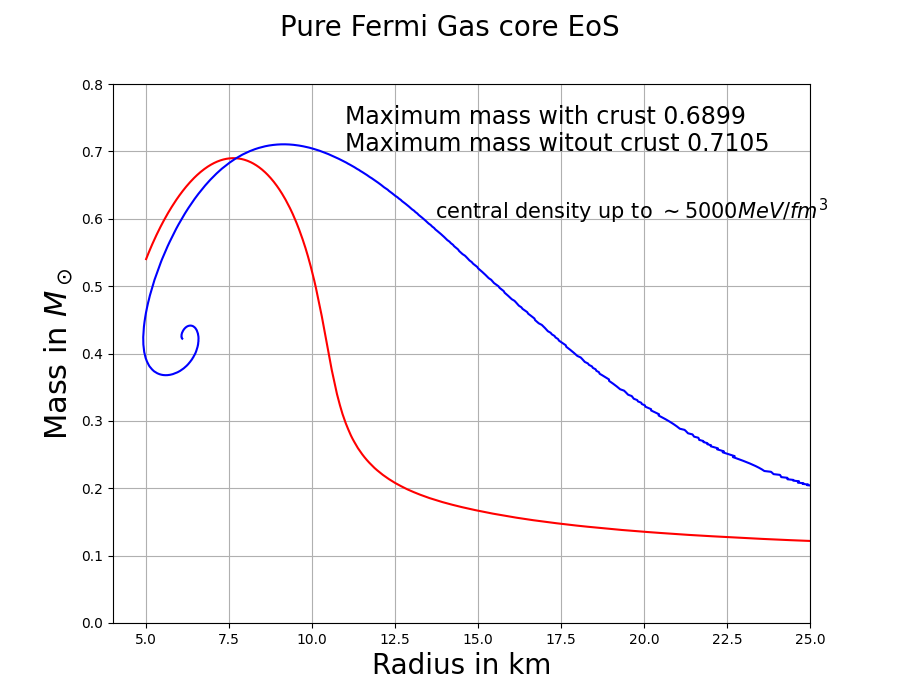 Pure Fermi Gas core EoS
0.8
0.7
0.6
0.5
0.4
0.3
0.2
0.1
0.0
Mass in M⊙
Maximum mass with crust 0.6899
Maximum mass witout crust 0.7105
central density up to ~5000MeV/fm³
5.0 7.5 10.0 12.5 15.0 17.5 20.0 22.5 25.0
Radius in km